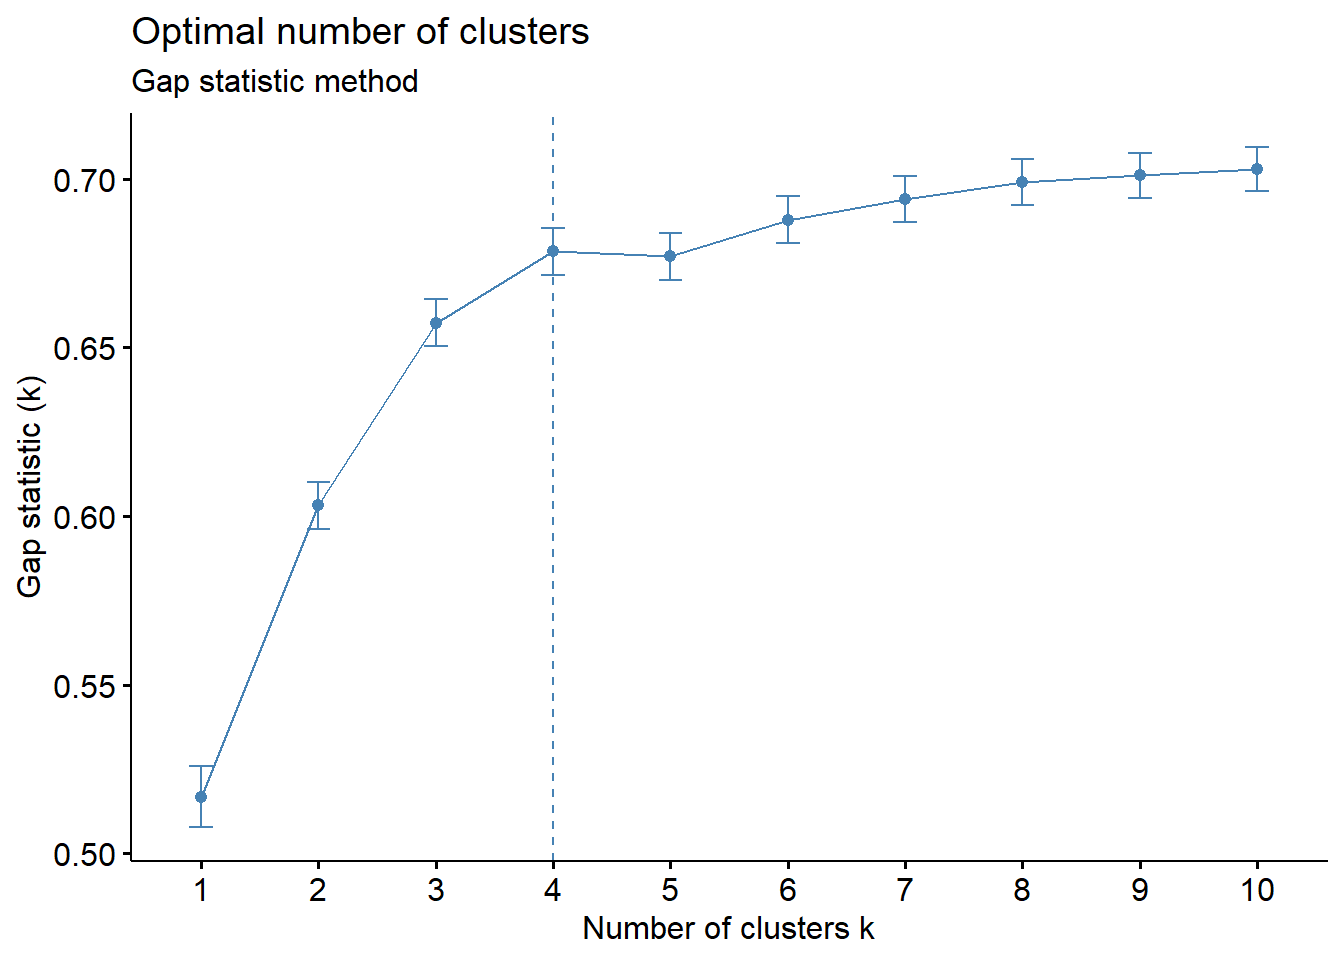 Optimal number of clusters
Gap statistic method
Gap statistic (k)
0.70
0.65
0.60
0.55
0.50
1 2 3 4 5 6 7 8 9 10
Number of clusters k